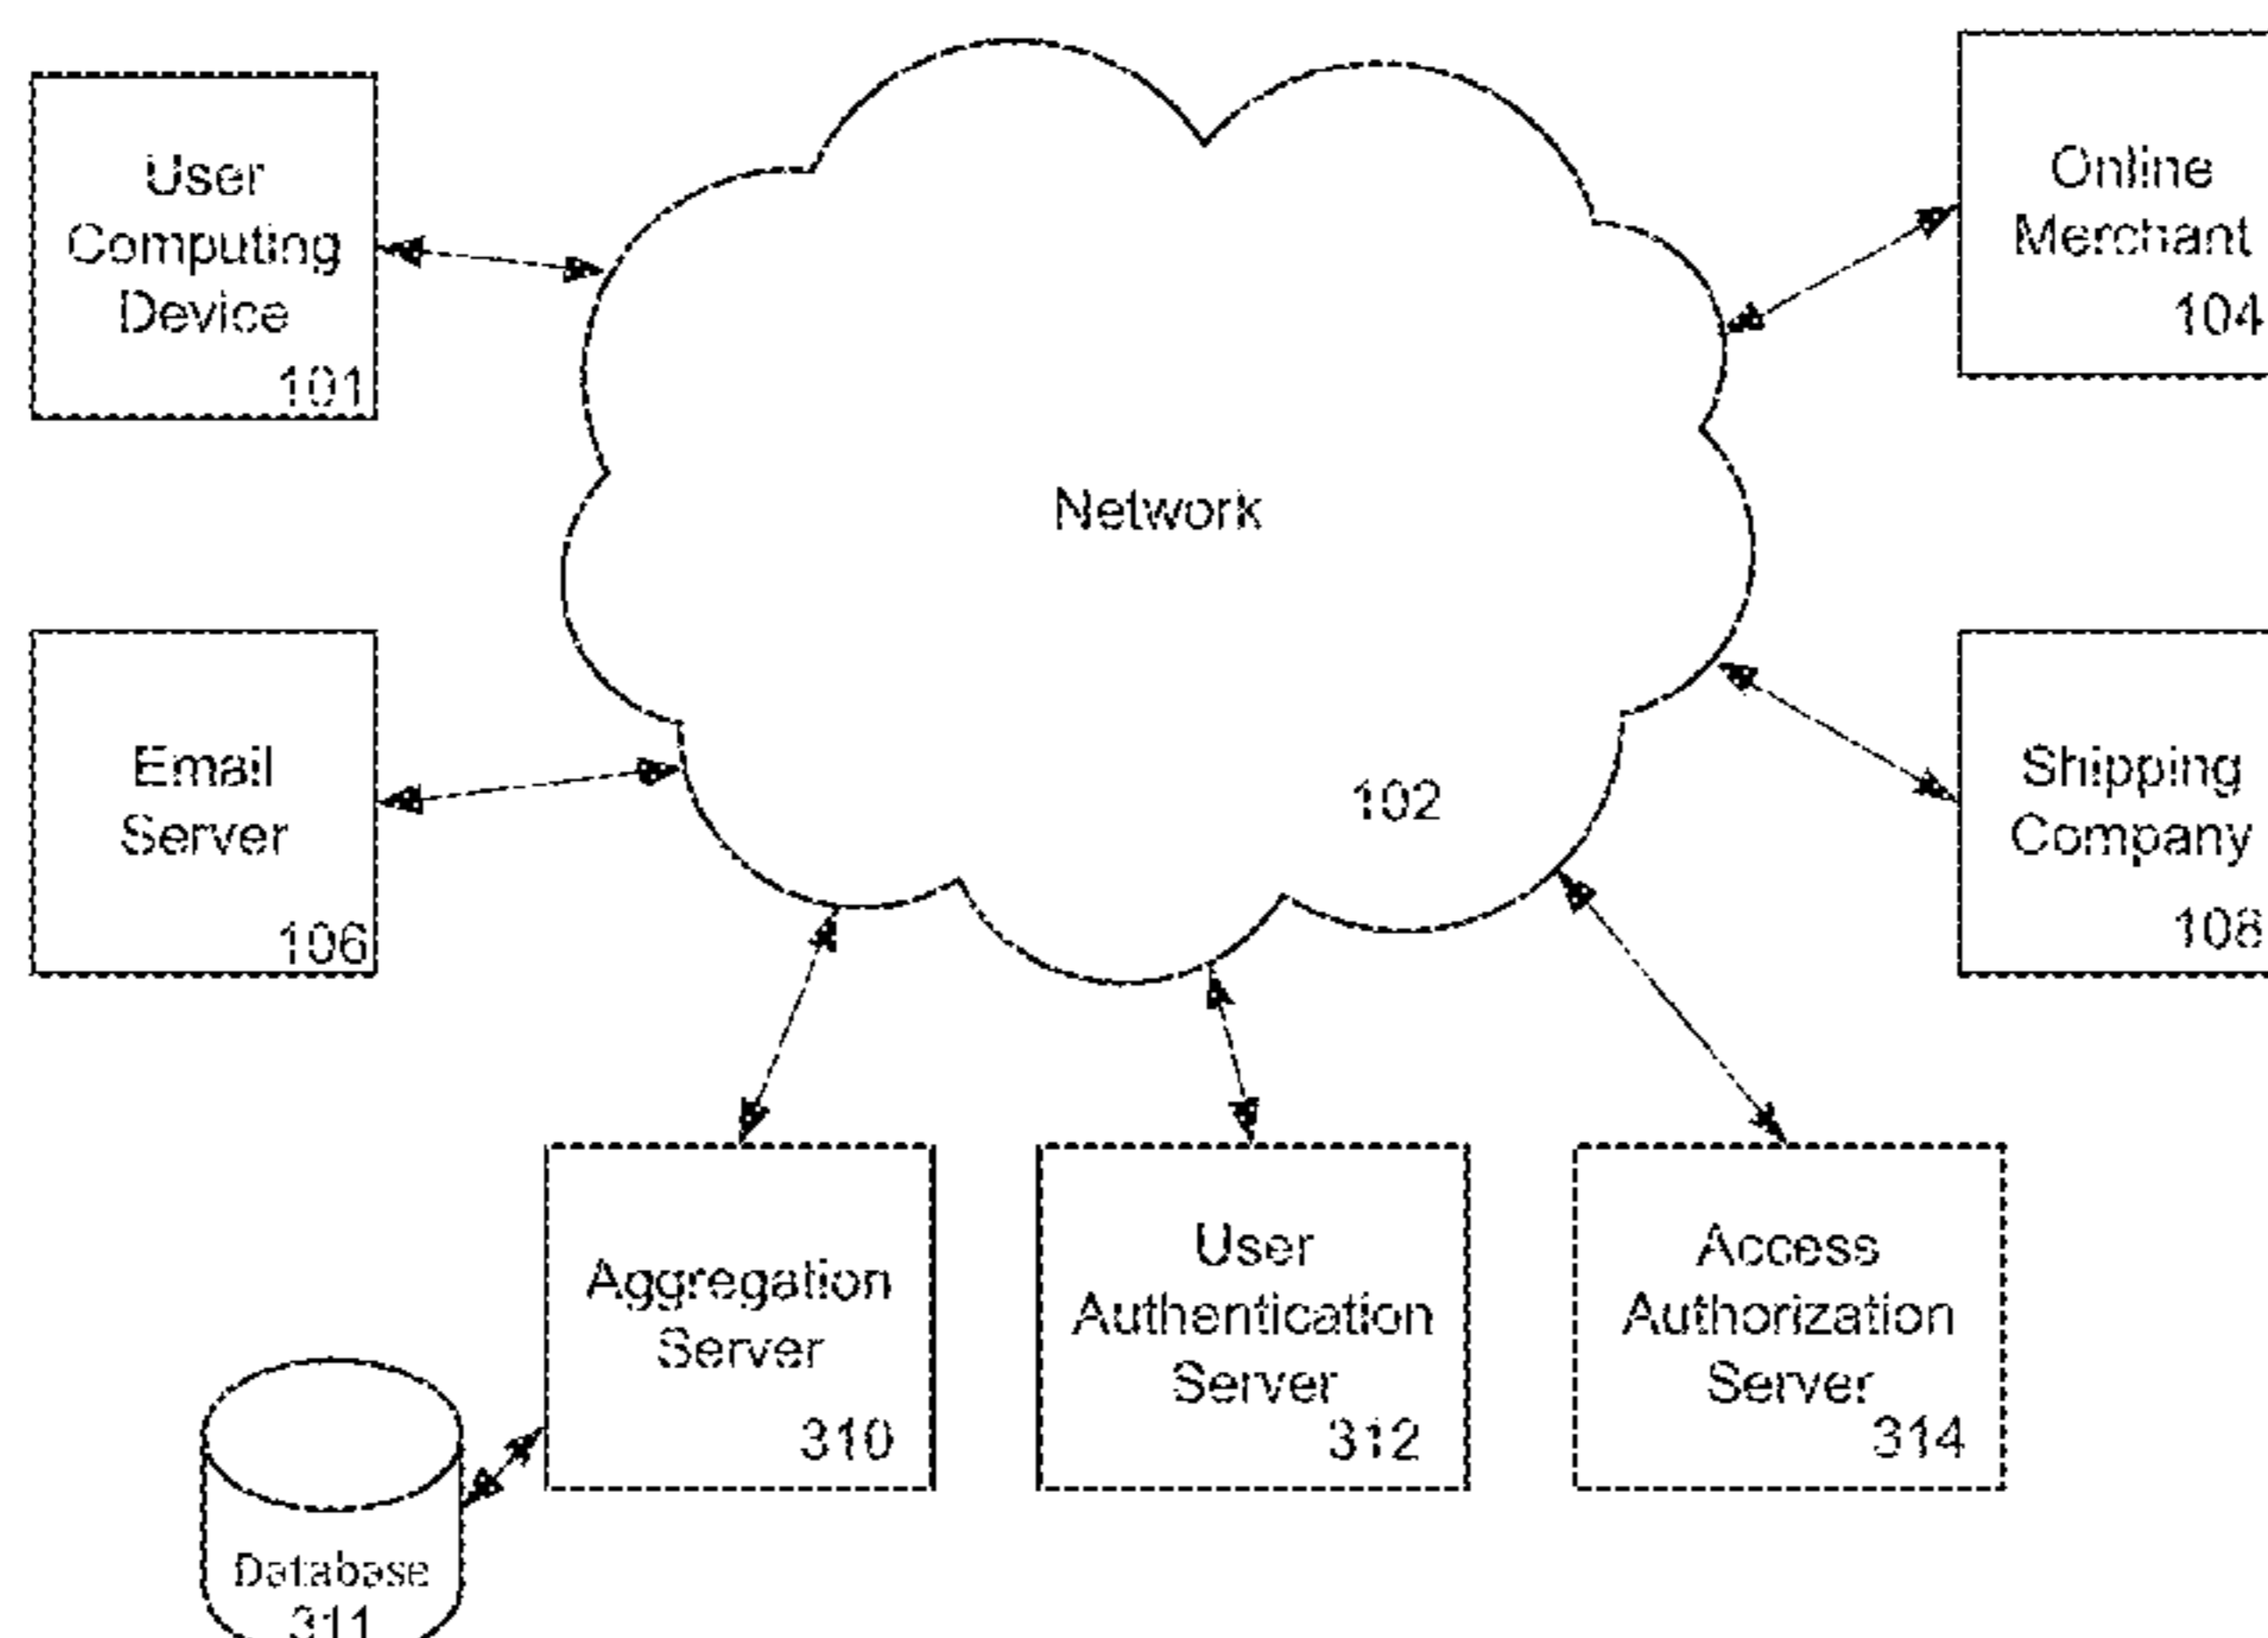 User
Computing
Device
101
Online
Merchant
104
Network
102
Email
Server
106
Shipping
Company
108
Aggregation
Server
310
User
Authentication
Server
312
Access
Authorization
Server
314
Database
311